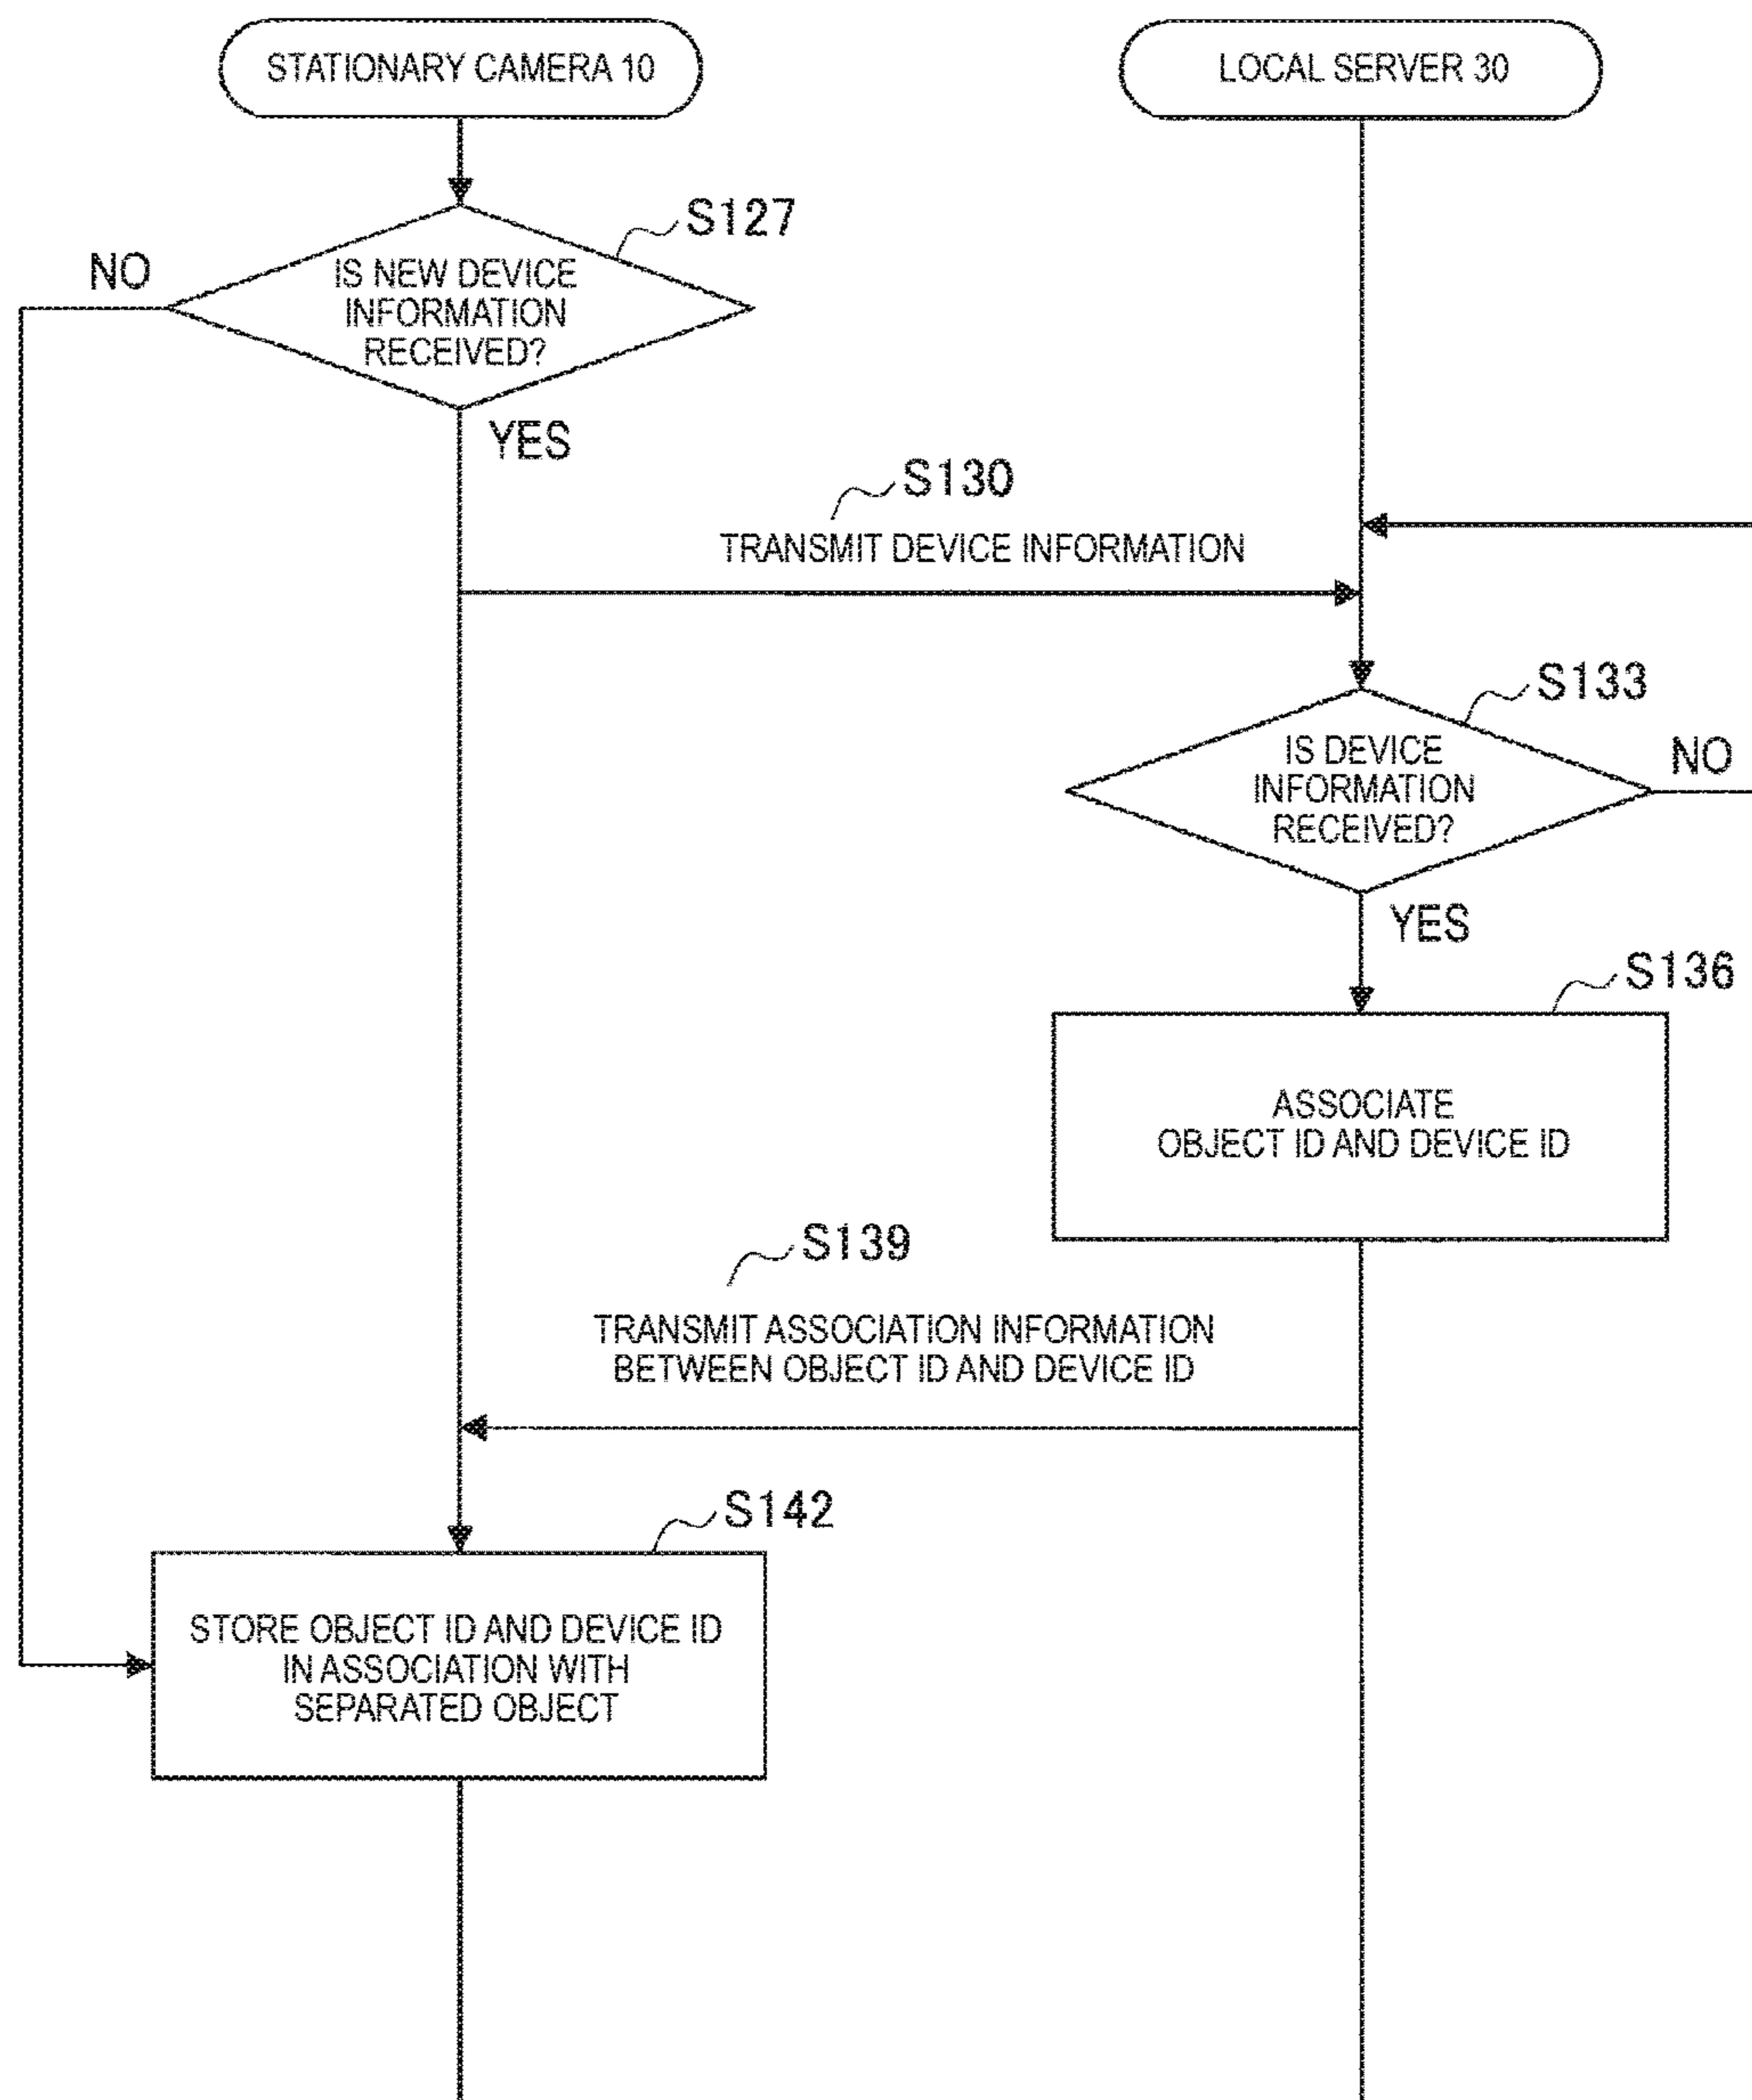 STATIONARY CAMERA 10
LOCAL SERVER 30
S127
NO
IS NEW DEVICE
INFORMATION
RECEIVED?
YES
S130
TRANSMIT DEVICE INFORMATION
S133
IS DEVICE
INFORMATION
RECEIVED?
NO
YES
S136
ASSOCIATE
OBJECT ID AND DEVICE ID
S139
TRANSMIT ASSOCIATION INFORMATION
BETWEEN OBJECT ID AND DEVICE ID
S142
STORE OBJECT ID AND DEVICE ID
IN ASSOCIATION WITH
SEPARATED OBJECT